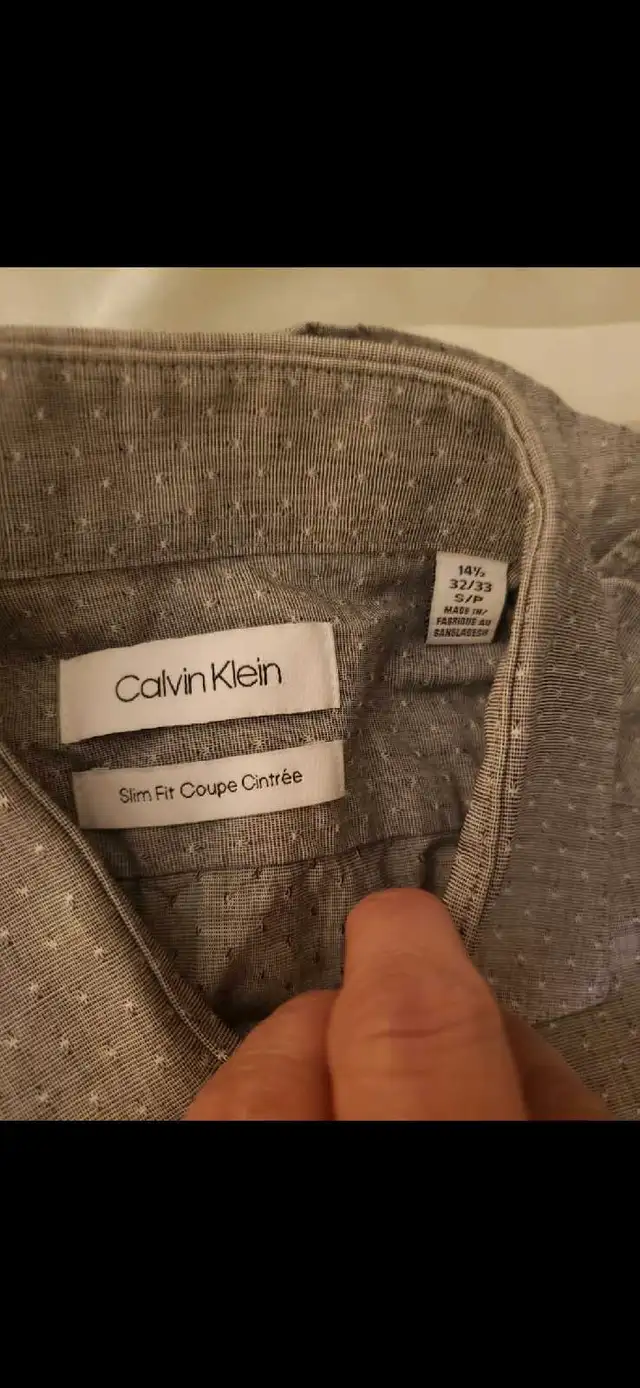 14½
32/33
S/P
MADE IN/
FABRIQUE AU
BANGLADESH
Calvin Klein
Slim Fit Coupe Cintrée